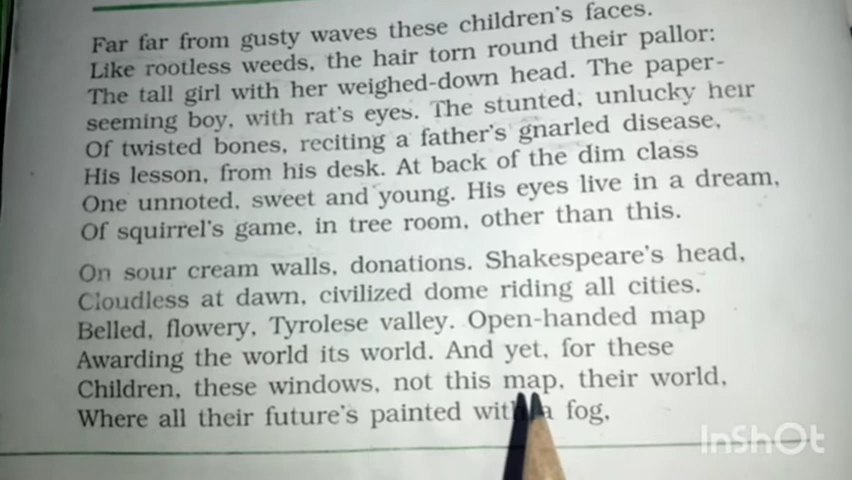 Far far from gusty waves these children's faces.
Like rootless weeds, the hair torn round their pallor:
The tall girl with her weighed-down head. The paper-
seeming boy, with rat's eyes. The stunted, unlucky heir
Of twisted bones, reciting a father's gnarled disease,
His lesson, from his desk. At back of the dim class
One unnoted, sweet and young. His eyes live in a dream,
Of squirrel's game, in tree room, other than this.
On sour cream walls, donations. Shakespeare's head,
Cloudless at dawn, civilized dome riding all cities.
Belled, flowery, Tyrolese valley. Open-handed map
Awarding the world its world. And yet, for these
Children, these windows, not this map, their world,
Where all their future's painted with a fog,
InShOt